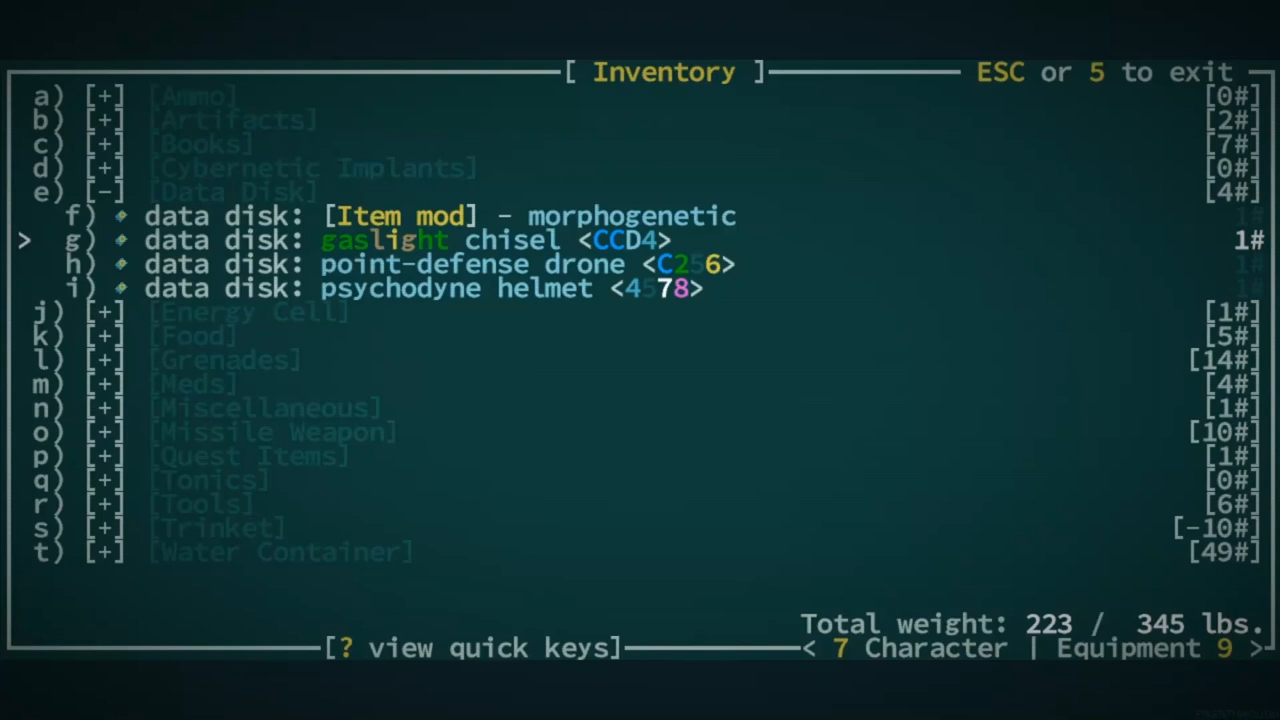 [ Inventory ] ESC or 5 to exit
a) [+] [Ammo] [0#]
b) [+] [Artifacts] [2#]
c) [+] [Books] [7#]
d) [+] [Cybernetic Implants] [0#]
e) [-] [Data Disk] [4#]
f) data disk: [Item mod] - morphogenetic 1#
> g) data disk: gaslight chisel <CCD4> 1#
h) data disk: point-defense drone <C256> 1#
i) data disk: psychodyne helmet <4578> 1#
j) [+] [Energy Cell] [1#]
k) [+] [Food] [5#]
l) [+] [Grenades] [14#]
m) [+] [Meds] [4#]
n) [+] [Miscellaneous] [1#]
o) [+] [Missile Weapon] [10#]
p) [+] [Quest Items] [1#]
q) [+] [Tonics] [0#]
r) [+] [Tools] [6#]
s) [+] [Trinket] [-10#]
t) [+] [Water Container] [49#]
Total weight: 223 / 345 lbs.
[? view quick keys] < 7 Character | Equipment 9 >